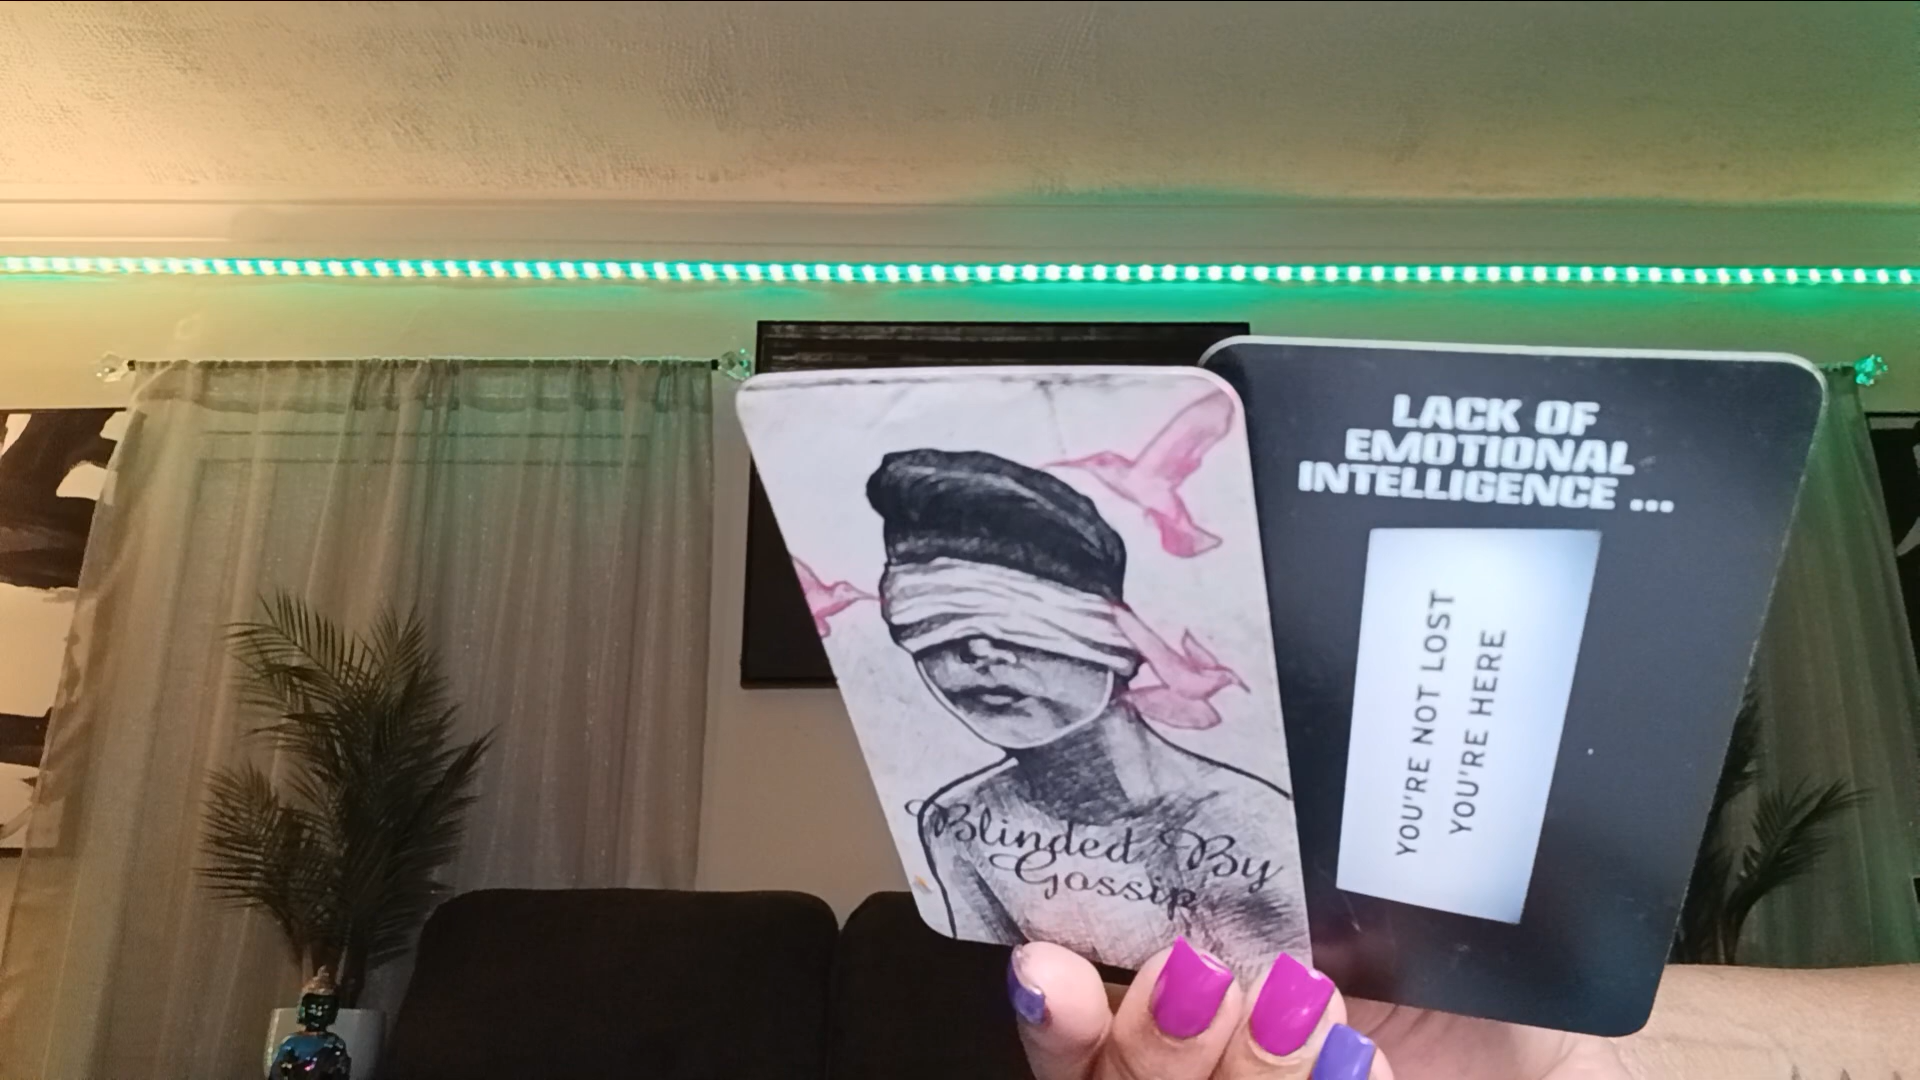 Blinded By
Gossip
LACK OF
EMOTIONAL
INTELLIGENCE ...
YOU'RE NOT LOST
YOU'RE HERE